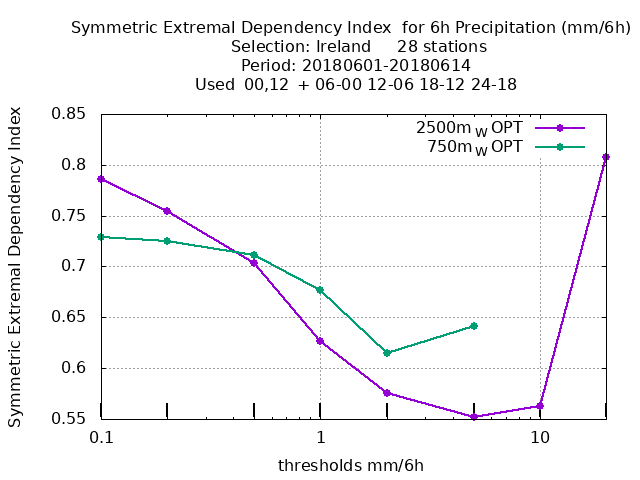 Symmetric Extremal Dependency Index  for 6h Precipitation (mm/6h)
Selection: Ireland     28 stations
Period: 20180601-20180614
Used  00,12  + 06-00 12-06 18-12 24-18
Symmetric Extremal Dependency Index
0.85
0.8
0.75
0.7
0.65
0.6
0.55
2500m W OPT
750m W OPT
0.1 1 10
thresholds mm/6h